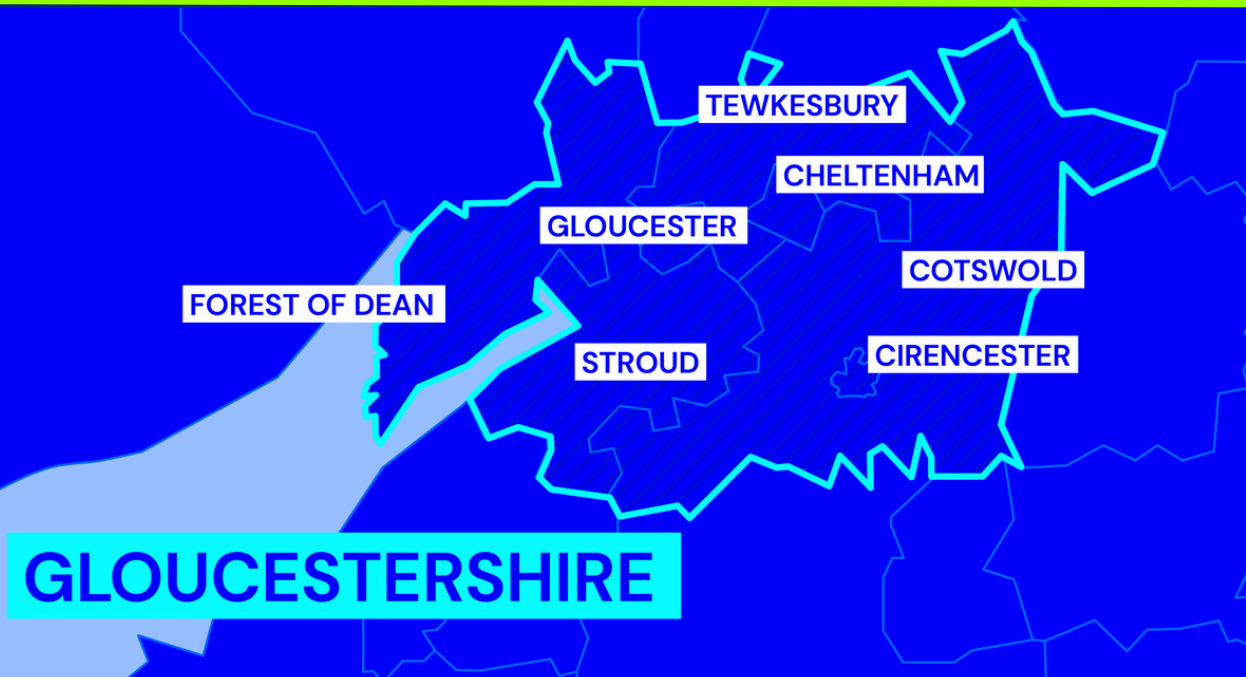 TEWKESBURY
CHELTENHAM
GLOUCESTER
COTSWOLD
FOREST OF DEAN
CIRENCESTER
STROUD
GLOUCESTERSHIRE